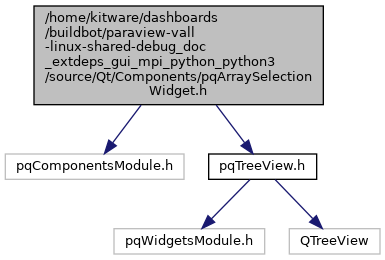 /home/kitware/dashboards
/buildbot/paraview-vall
-linux-shared-debug_doc
_extdeps_gui_mpi_python_python3
/source/Qt/Components/pqArraySelection
Widget.h
pqComponentsModule.h
pqTreeView.h
pqWidgetsModule.h
QTreeView